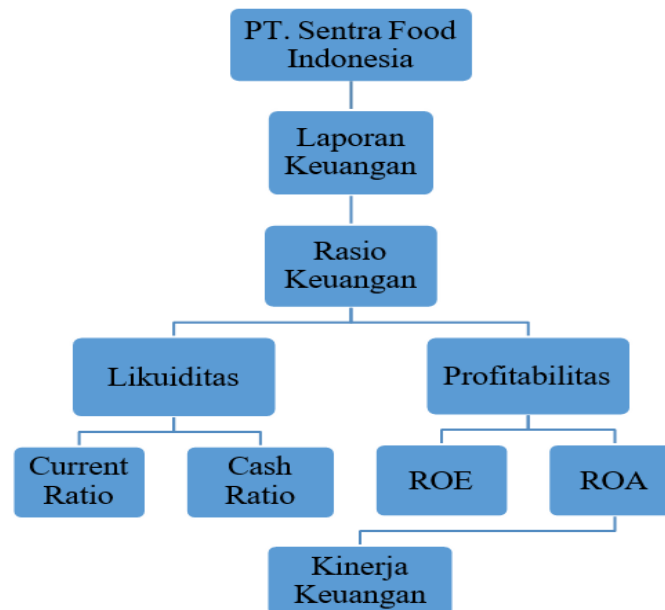 PT. Sentra Food
Indonesia
Laporan
Keuangan
Rasio
Keuangan
Likuiditas
Profitabilitas
Current
Ratio
Cash
Ratio
ROE
ROA
Kinerja
Keuangan